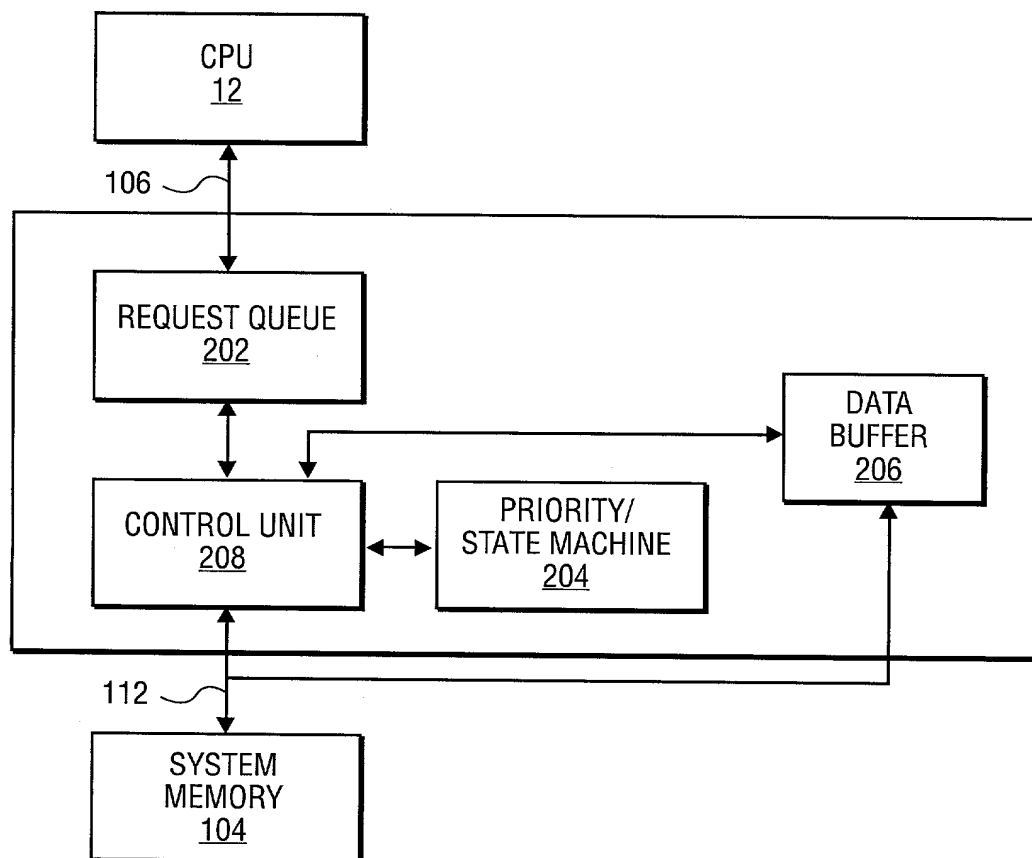 CPU
12
106
REQUEST QUEUE
202
DATA
BUFFER
206
CONTROL UNIT
208
PRIORITY/
STATE MACHINE
204
112
SYSTEM
MEMORY
104